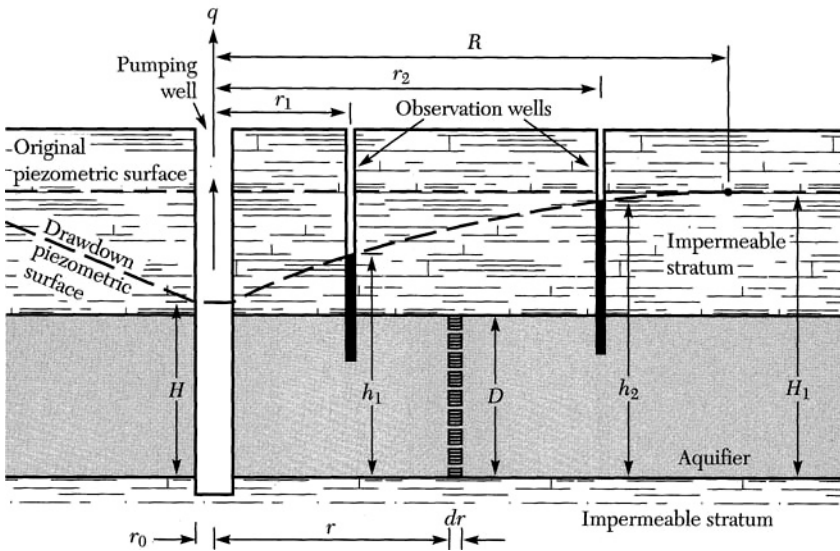 q
R
Pumping
well
r₂
r₁
Observation wells
Original
piezometric surface
Drawdown
piezometric
surface
Impermeable
stratum
H
h₁
D
h₂
H₁
Aquifier
r₀
r
dr
Impermeable stratum